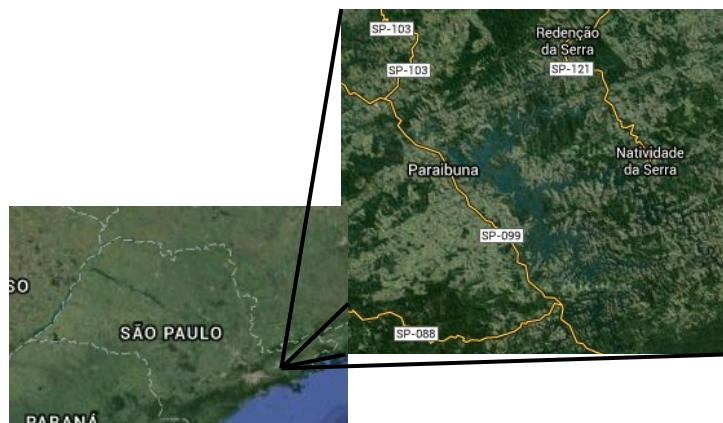 SP-103
Redenção
da Serra
SP-103
SP-121
Natividade
da Serra
Paraibuna
SP-099
SP-088
SO
SÃO PAULO
PARANÁ